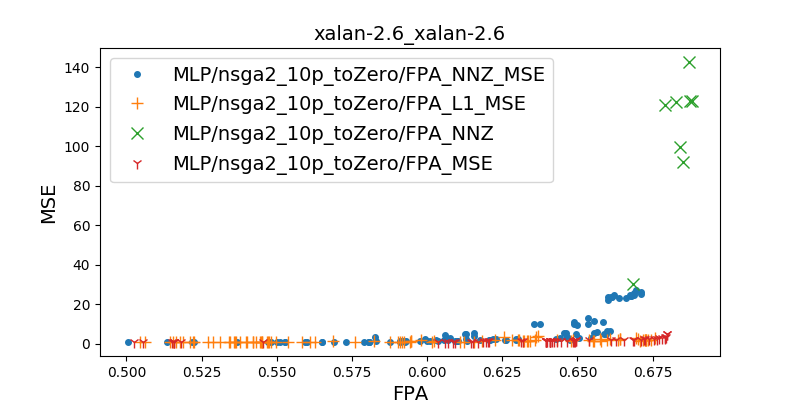 xalan-2.6_xalan-2.6
MLP/nsga2_10p_toZero/FPA_NNZ_MSE
MLP/nsga2_10p_toZero/FPA_L1_MSE
MLP/nsga2_10p_toZero/FPA_NNZ
MLP/nsga2_10p_toZero/FPA_MSE
MSE
140
120
100
80
60
40
20
0
0.500 0.525 0.550 0.575 0.600 0.625 0.650 0.675
FPA